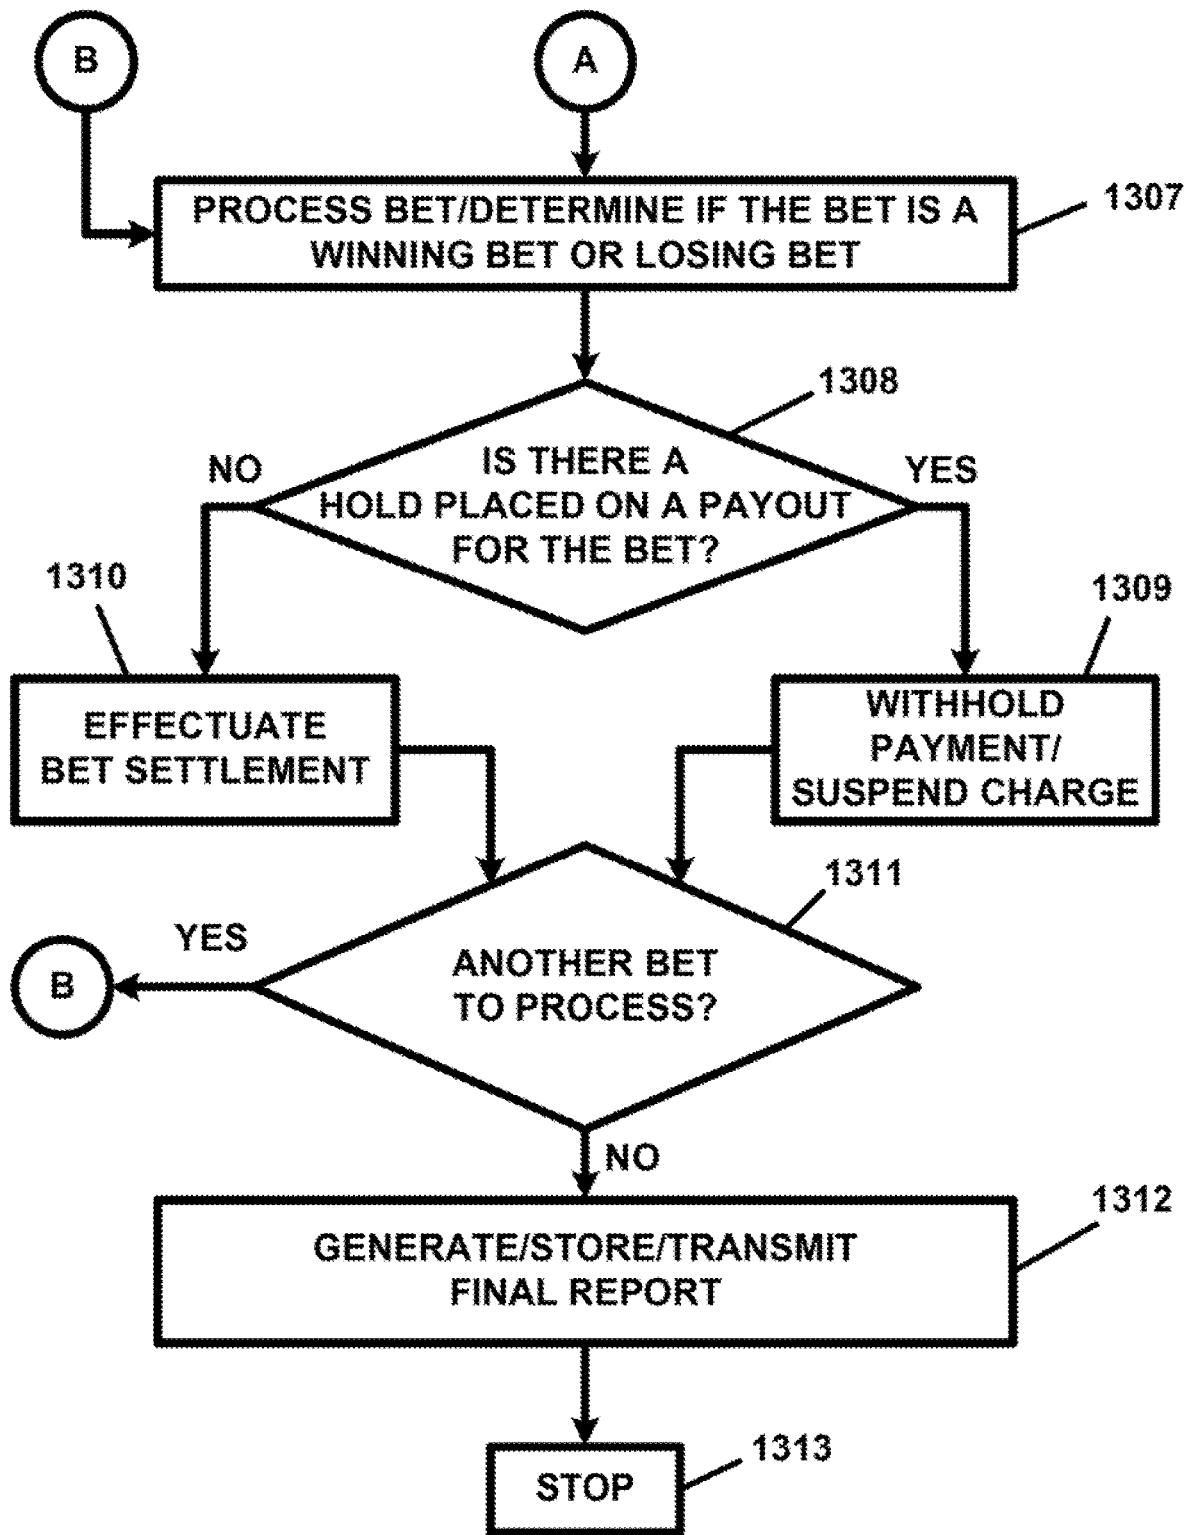 B
A
PROCESS BET/DETERMINE IF THE BET IS A
WINNING BET OR LOSING BET
1307
1308
IS THERE A
HOLD PLACED ON A PAYOUT
FOR THE BET?
NO
YES
1310
1309
EFFECTUATE
BET SETTLEMENT
WITHHOLD
PAYMENT/
SUSPEND CHARGE
1311
ANOTHER BET
TO PROCESS?
YES
B
NO
1312
GENERATE/STORE/TRANSMIT
FINAL REPORT
1313
STOP